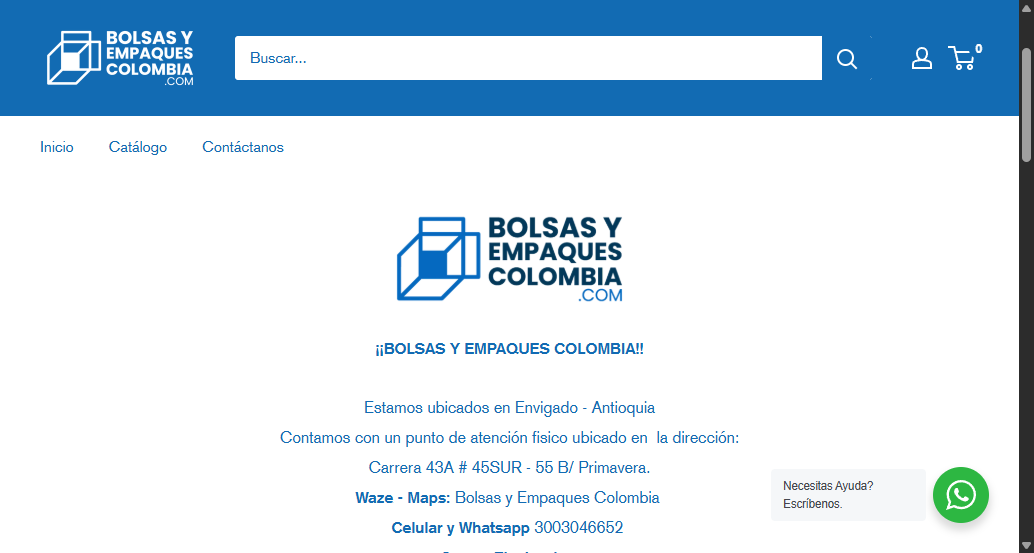 BOLSAS Y
EMPAQUES
COLOMBIA
.COM
Buscar...
0
Inicio
Catálogo
Contáctanos
BOLSAS Y
EMPAQUES
COLOMBIA
.COM
¡¡BOLSAS Y EMPAQUES COLOMBIA!!
Estamos ubicados en Envigado - Antioquia
Contamos con un punto de atención fisico ubicado en  la dirección:
Carrera 43A # 45SUR - 55 B/ Primavera.
Waze - Maps: Bolsas y Empaques Colombia
Celular y Whatsapp 3003046652
Necesitas Ayuda?
Escríbenos.